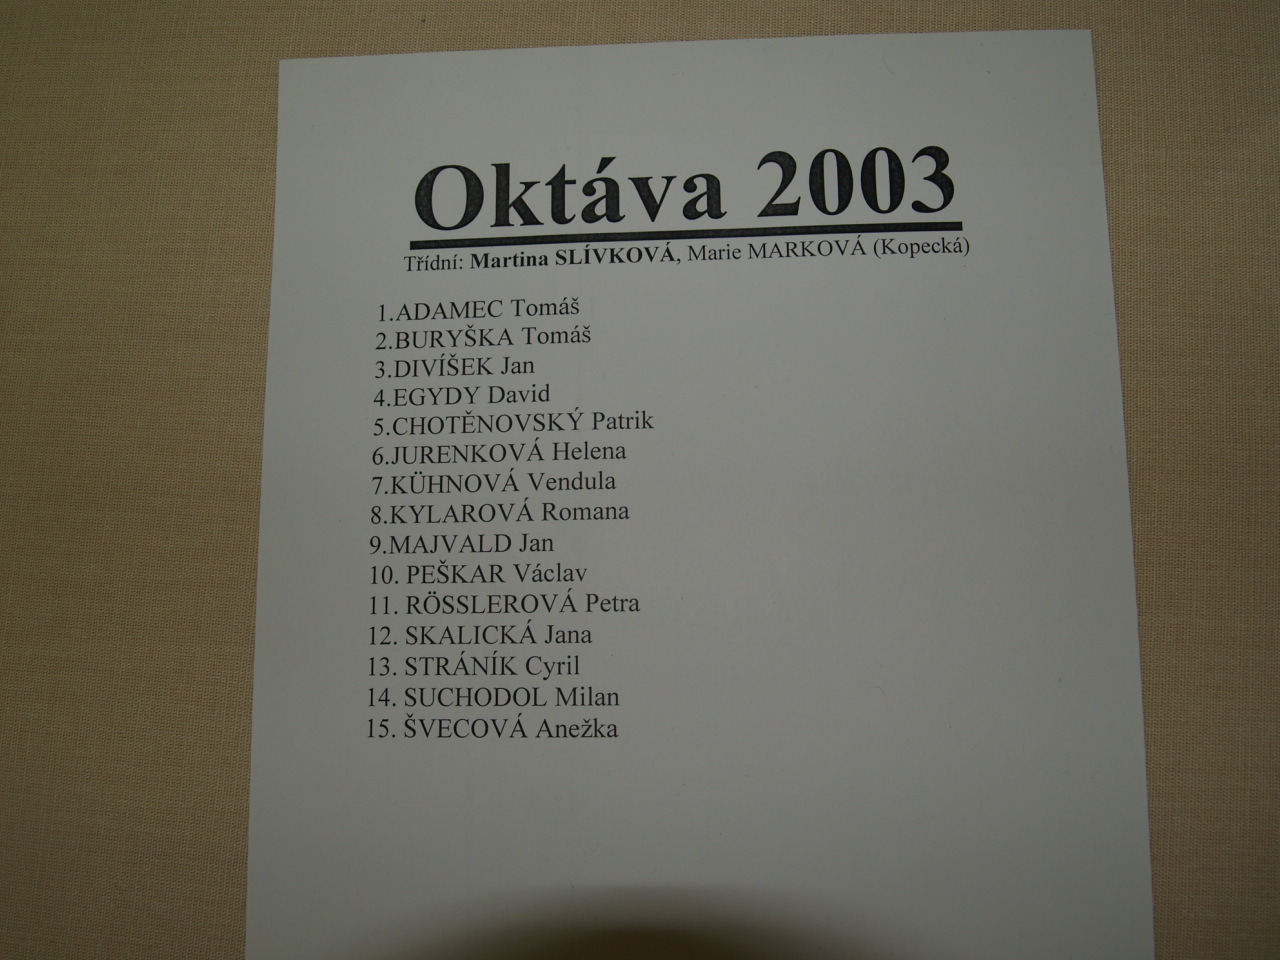 Oktáva 2003
Třídní: Martina SLÍVKOVÁ, Marie MARKOVÁ (Kopecká)
1.ADAMEC Tomáš
2.BURYŠKA Tomáš
3.DIVÍŠEK Jan
4.EGYDY David
5.CHOTĚNOVSKÝ Patrik
6.JURENKOVÁ Helena
7.KÜHNOVÁ Vendula
8.KYLAROVÁ Romana
9.MAJVALD Jan
10. PEŠKAR Václav
11. RÖSSLEROVÁ Petra
12. SKALICKÁ Jana
13. STRÁNÍK Cyril
14. SUCHODOL Milan
15. ŠVECOVÁ Anežka